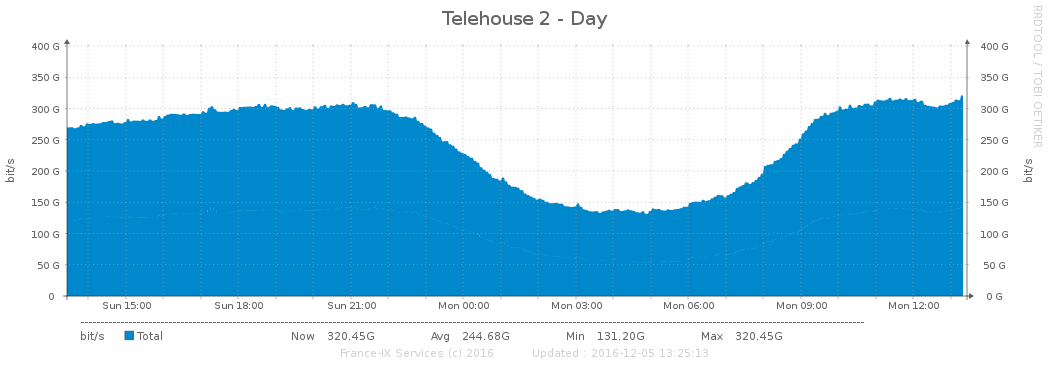 Telehouse 2 - Day
RRDTOOL / TOBI OETIKER
400 G 400 G
350 G 350 G
300 G 300 G
250 G 250 G
200 G 200 G
150 G 150 G
100 G 100 G
50 G 50 G
0 0 G
bit/s bit/s
Sun 15:00 Sun 18:00 Sun 21:00 Mon 00:00 Mon 03:00 Mon 06:00 Mon 09:00 Mon 12:00
bit/s Total Now 320.45G Avg 244.68G Min 131.20G Max 320.45G
France-IX Services (c) 2016 Updated : 2016-12-05 13:25:13